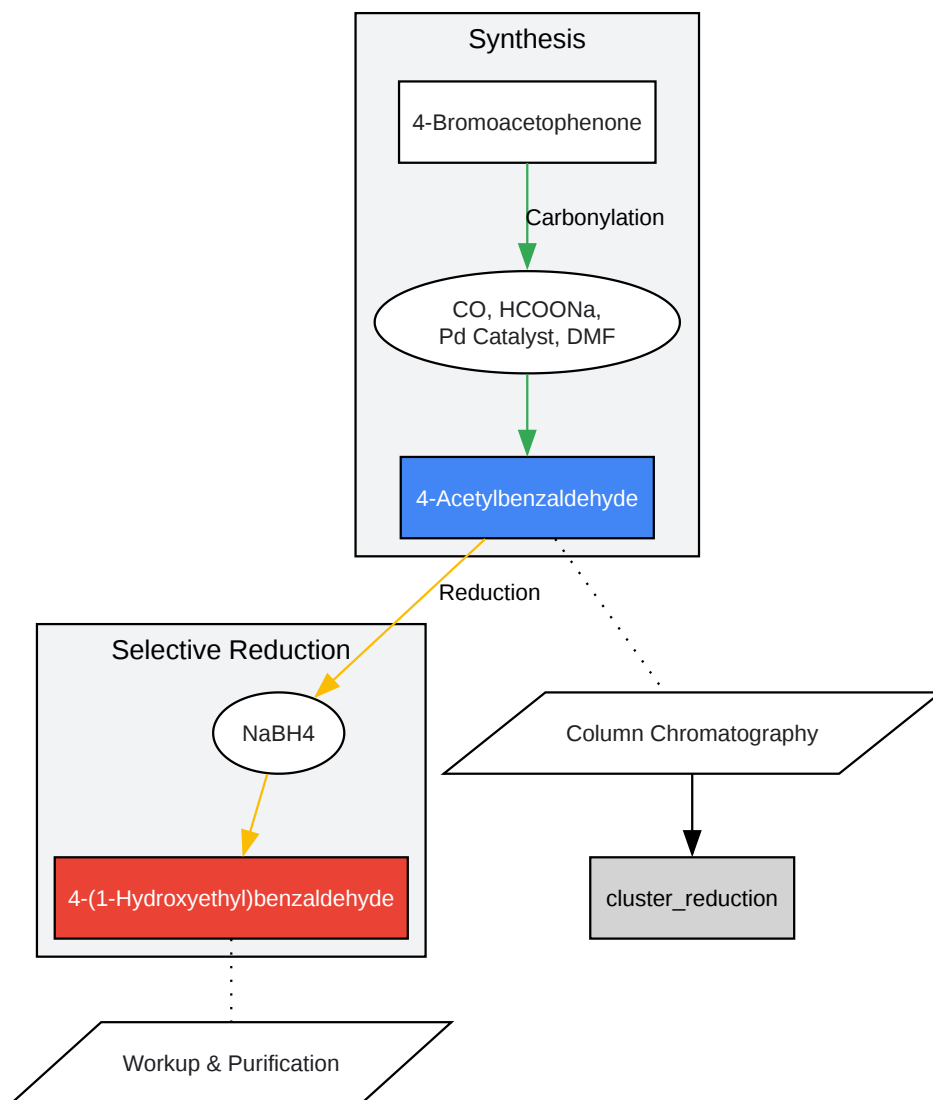 Synthesis
4-Bromoacetophenone
Carbonylation
CO, HCOONa,
Pd Catalyst, DMF
4-Acetylbenzaldehyde
Reduction
Selective Reduction
NaBH4
Column Chromatography
4-(1-Hydroxyethyl)benzaldehyde
cluster_reduction
Workup & Purification